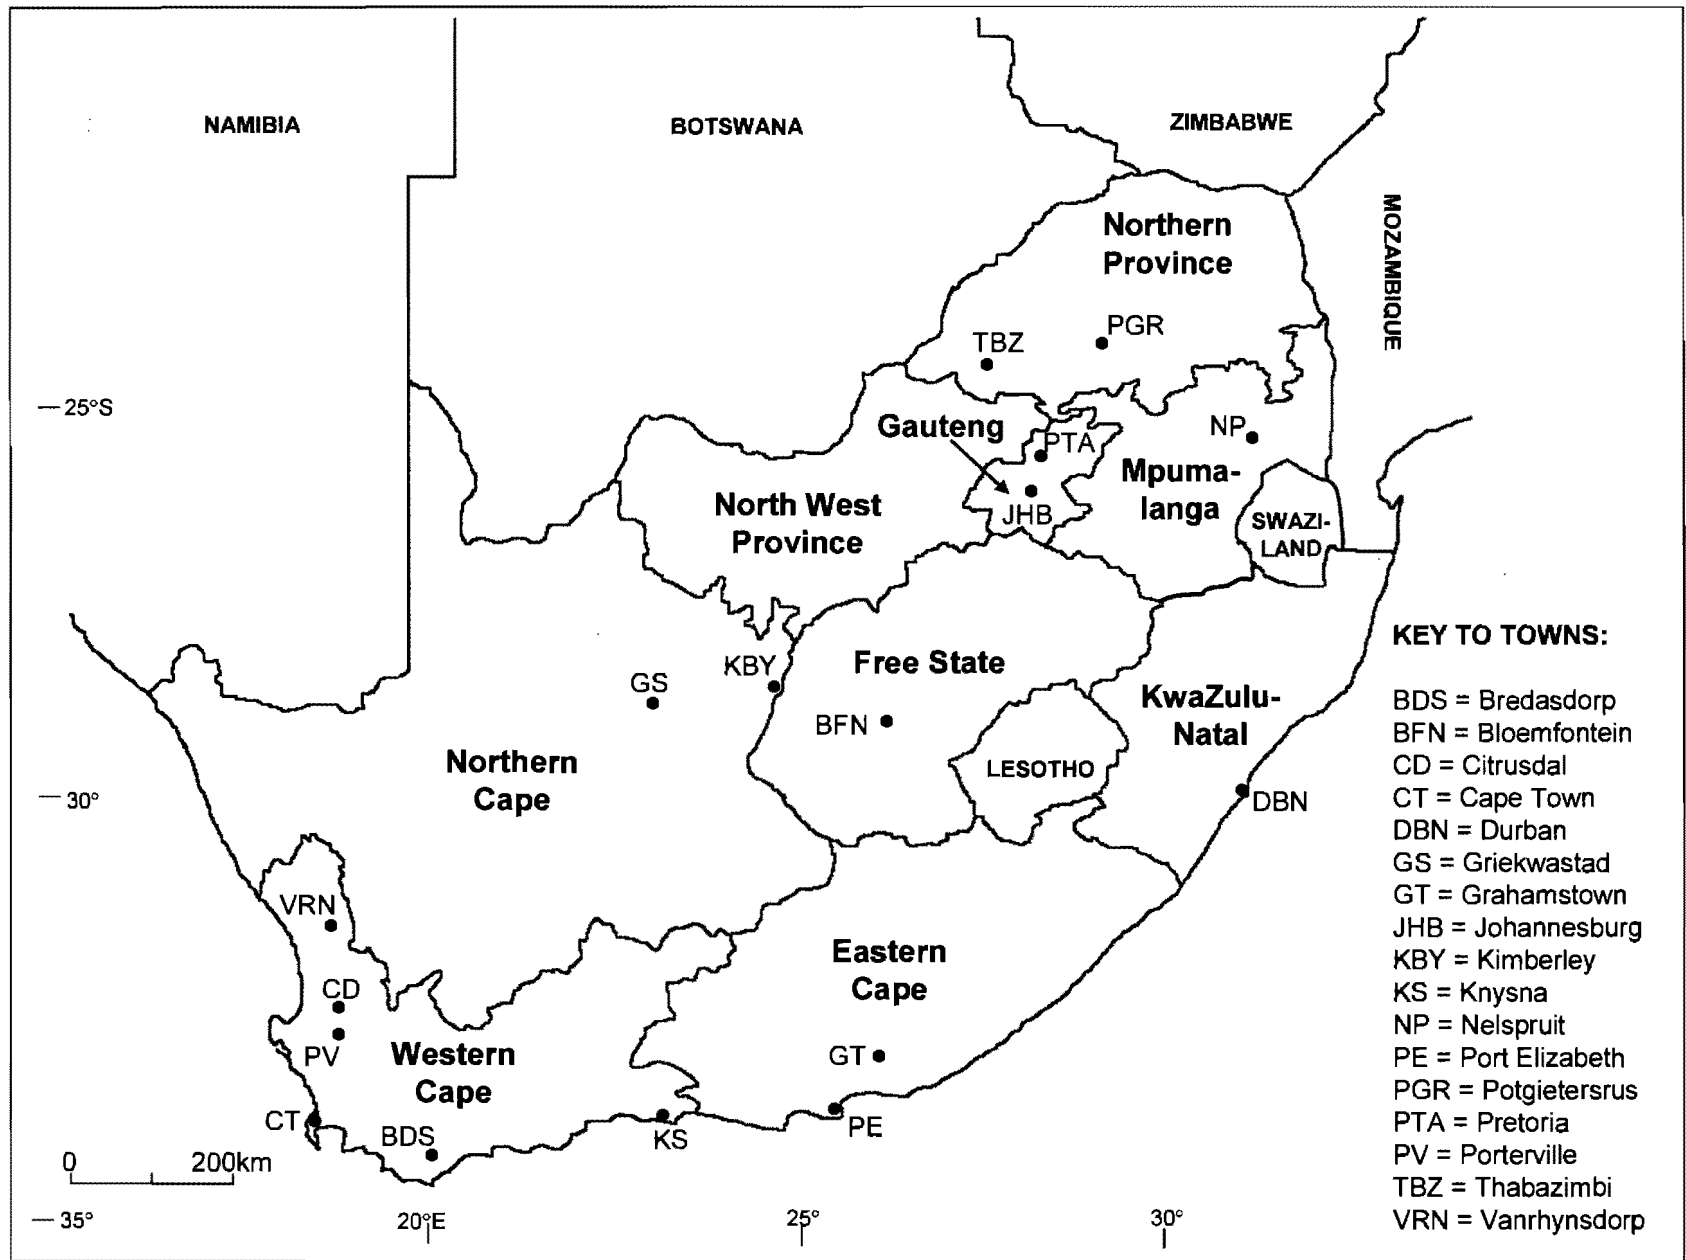 NAMIBIA
BOTSWANA
ZIMBABWE
MOZAMBIQUE
Northern
Province
TBZ
PGR
25°S
Gauteng
PTA
NP
Mpuma-
langa
North West
Province
JHB
SWAZI-
LAND
KBY
GS
Free State
BFN
KwaZulu-
Natal
LESOTHO
Northern
Cape
30°
DBN
VRN
CD
PV
Western
Cape
Eastern
Cape
GT
CT
BDS
KS
PE
0 200km
35°
20°E
25°
30°
KEY TO TOWNS:
BDS = Bredasdorp
BFN = Bloemfontein
CD = Citrusdal
CT = Cape Town
DBN = Durban
GS = Griekwastad
GT = Grahamstown
JHB = Johannesburg
KBY = Kimberley
KS = Knysna
NP = Nelspruit
PE = Port Elizabeth
PGR = Potgietersrus
PTA = Pretoria
PV = Porterville
TBZ = Thabazimbi
VRN = Vanrhynsdorp